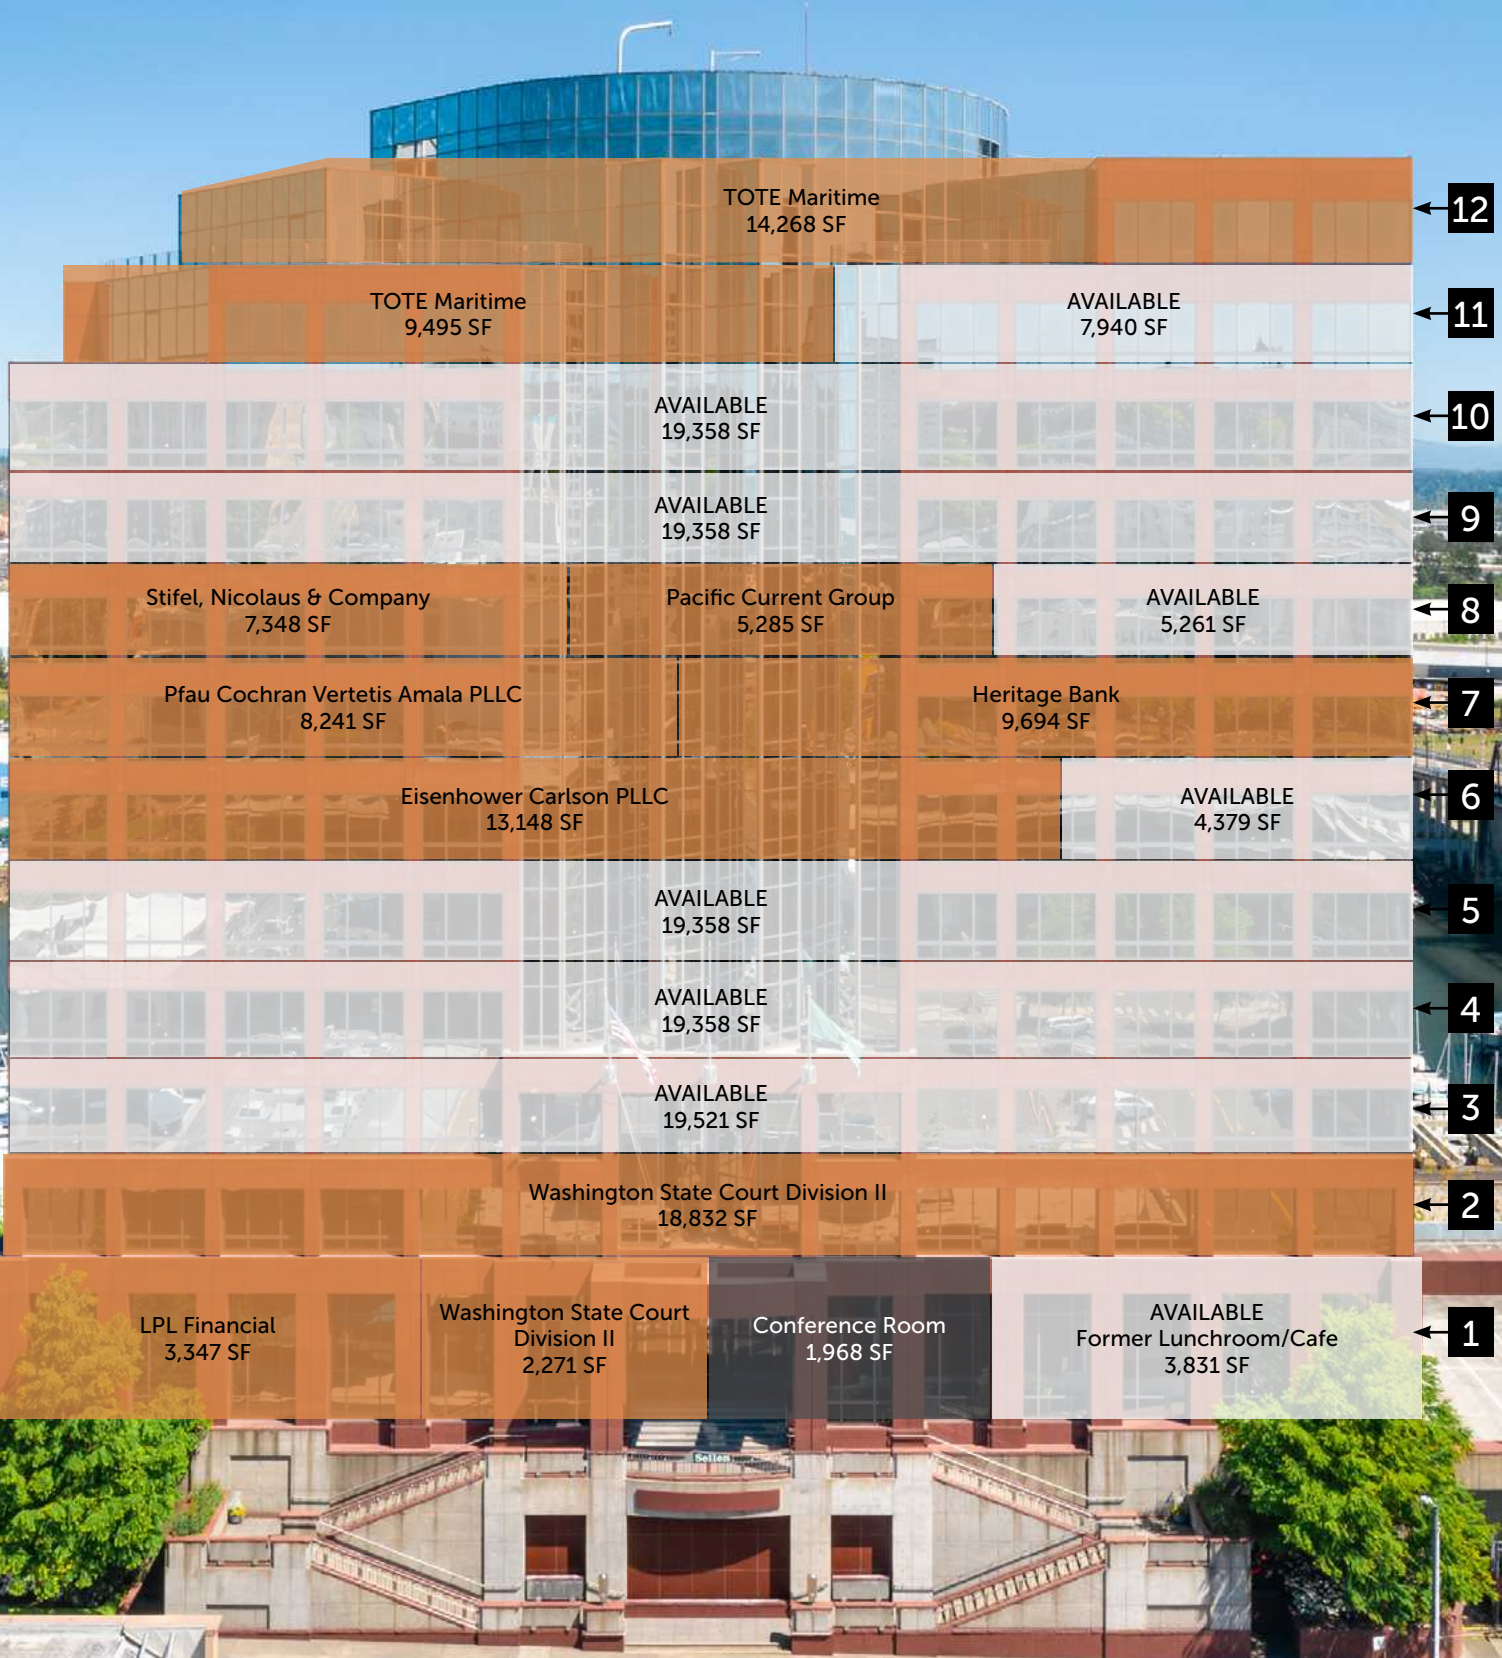 TOTE Maritime
14,268 SF
12
TOTE Maritime
9,495 SF
AVAILABLE
7,940 SF
11
AVAILABLE
19,358 SF
10
AVAILABLE
19,358 SF
9
Stifel, Nicolaus & Company
7,348 SF
Pacific Current Group
5,285 SF
AVAILABLE
5,261 SF
8
Pfau Cochran Vertetis Amala PLLC
8,241 SF
Heritage Bank
9,694 SF
7
Eisenhower Carlson PLLC
13,148 SF
AVAILABLE
4,379 SF
6
AVAILABLE
19,358 SF
5
AVAILABLE
19,358 SF
4
AVAILABLE
19,521 SF
3
Washington State Court Division II
18,832 SF
2
LPL Financial
3,347 SF
Washington State Court
Division II
2,271 SF
Conference Room
1,968 SF
AVAILABLE
Former Lunchroom/Cafe
3,831 SF
1
Sellen